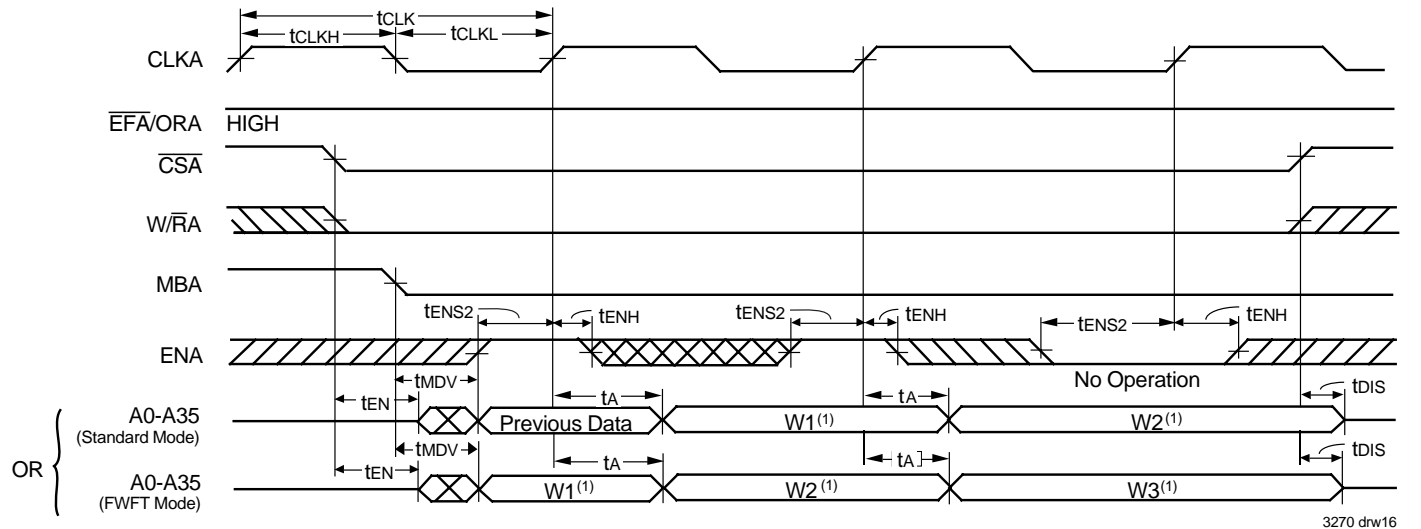 tCLK
tCLKH
tCLKL
CLKA
EFA/ORA HIGH
CSA
W/RA
MBA
tENS2
tENH
tENS2
tENH
tENS2
tENH
ENA
No Operation
tMDV
tEN
tA
tA
tDIS
A0-A35
(Standard Mode)
Previous Data
W1(1)
W2(1)
OR
tMDV
tEN
tA
tA
tDIS
A0-A35
(FWFT Mode)
W1(1)
W2(1)
W3(1)
3270 drw16